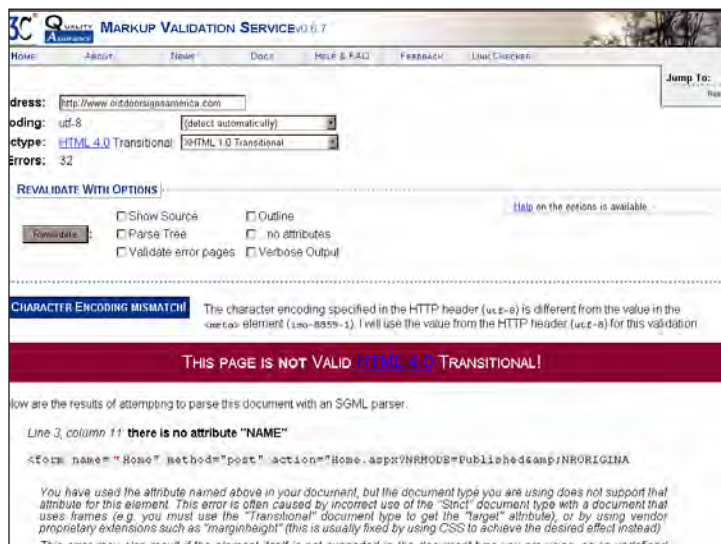 3C® QUALITY ASSURANCE MARKUP VALIDATION SERVICE v0.6.7
HOME ABOUT NEWS DOCS HELP & FAQ FEEDBACK LINK CHECKER
Jump To:
dress: http://www.outdoorsignamerica.com
oding: utf-8 (detect automatically)
ctype: HTML 4.0 Transitional XHTML 1.0 Transitional
Errors: 32
REVALIDATE WITH OPTIONS
Help on the options is available.
Show Source Outline
Revalidate : Parse Tree ...no attributes
Validate error pages Verbose Output
CHARACTER ENCODING MISMATCH! The character encoding specified in the HTTP header (utf-8) is different from the value in the
<meta> element (iso-8859-1). I will use the value from the HTTP header (utf-8) for this validation
THIS PAGE IS NOT VALID HTML 4.0 TRANSITIONAL!
low are the results of attempting to parse this document with an SGML parser.
Line 3, column 11: there is no attribute "NAME"
<form name="Home" method="post" action="Home.aspx?NRMODE=Published&amp;NRORIGINA
You have used the attribute named above in your document, but the document type you are using does not support that
attribute for this element. This error is often caused by incorrect use of the "Strict" document type with a document that
uses frames (e.g. you must use the "Transitional" document type to get the "target" attribute), or by using vendor
proprietary extensions such as "marginheight" (this is usually fixed by using CSS to achieve the desired effect instead)